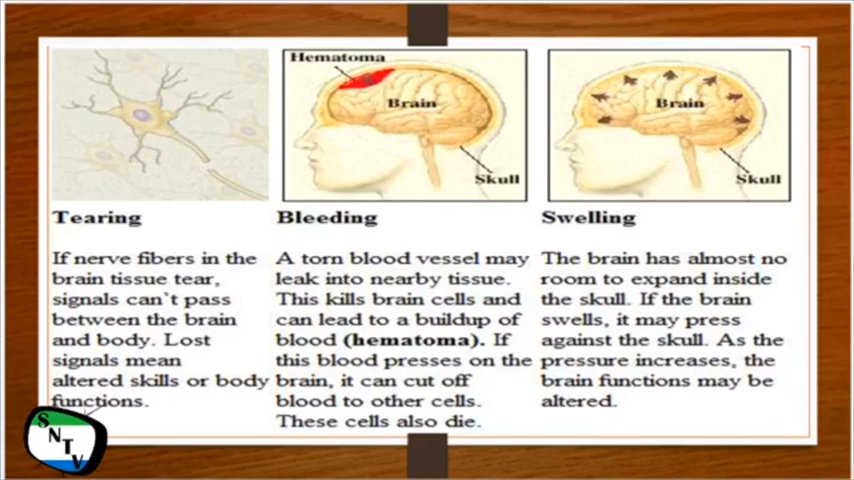 Hematoma
Brain
Skull
Brain
Skull
Tearing
If nerve fibers in the
brain tissue tear,
signals can't pass
between the brain
and body. Lost
signals mean
altered skills or body
functions.
Bleeding
A torn blood vessel may
leak into nearby tissue.
This kills brain cells and
can lead to a buildup of
blood (hematoma). If
this blood presses on the
brain, it can cut off
blood to other cells.
These cells also die.
Swelling
The brain has almost no
room to expand inside
the skull. If the brain
swells, it may press
against the skull. As the
pressure increases, the
brain functions may be
altered.
SNTV